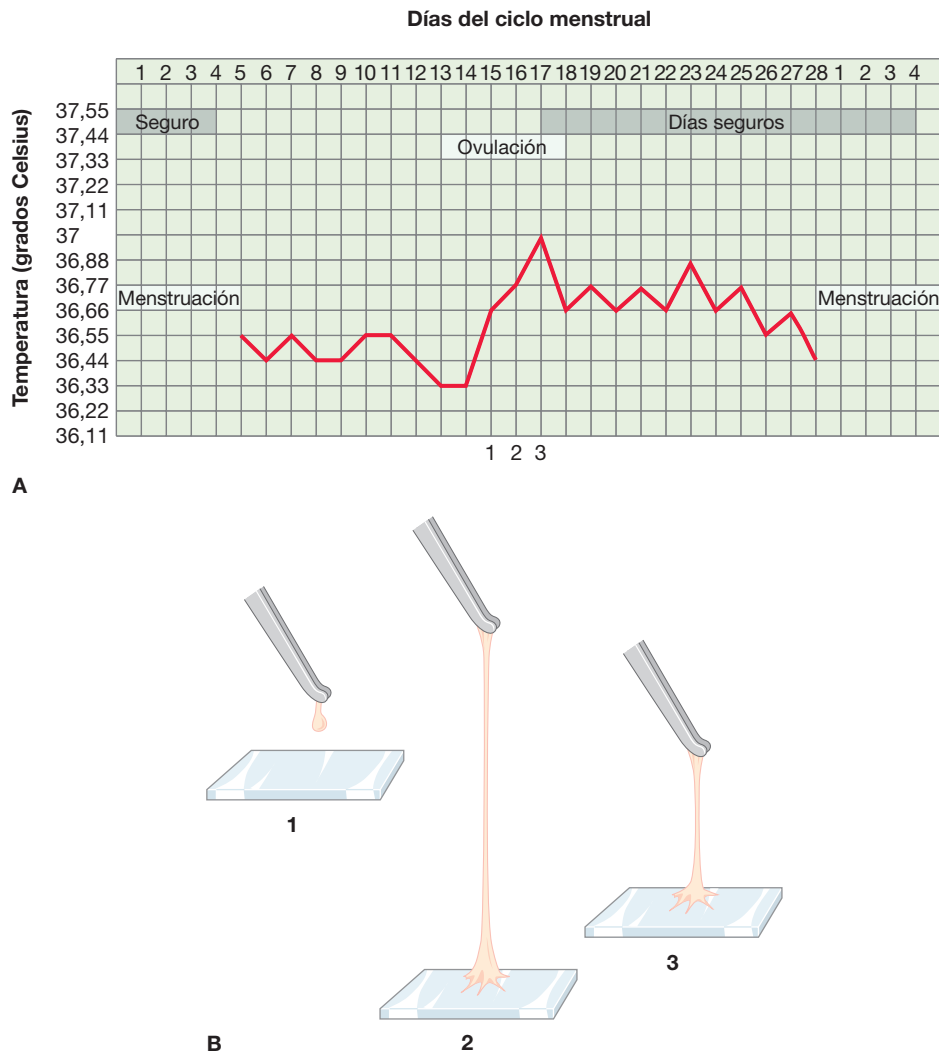 Días del ciclo menstrual
1 2 3 4 5 6 7 8 9 10 11 12 13 14 15 16 17 18 19 20 21 22 23 24 25 26 27 28 1 2 3 4
Temperatura (grados Celsius)
37,55
Seguro Días seguros
37,44
Ovulación
37,33
37,22
37,11
37
36,88
36,77
Menstruación Menstruación
36,66
36,55
36,44
36,33
36,22
36,11
1 2 3
A
1
3
B 2